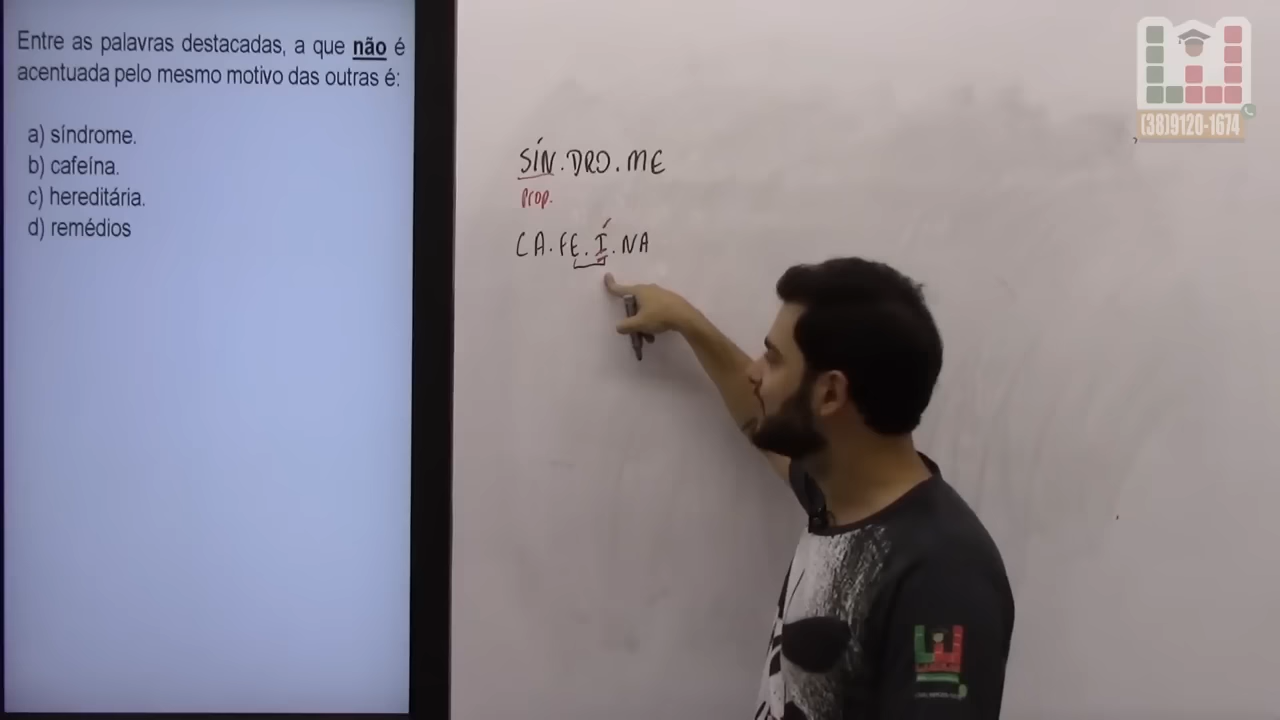 Entre as palavras destacadas, a que não é
acentuada pelo mesmo motivo das outras é:
a) síndrome.
b) cafeína.
c) hereditária.
d) remédios
SÍN.DRO.ME
PROP.
CA.FE.Í.NA
(38)9120-1674